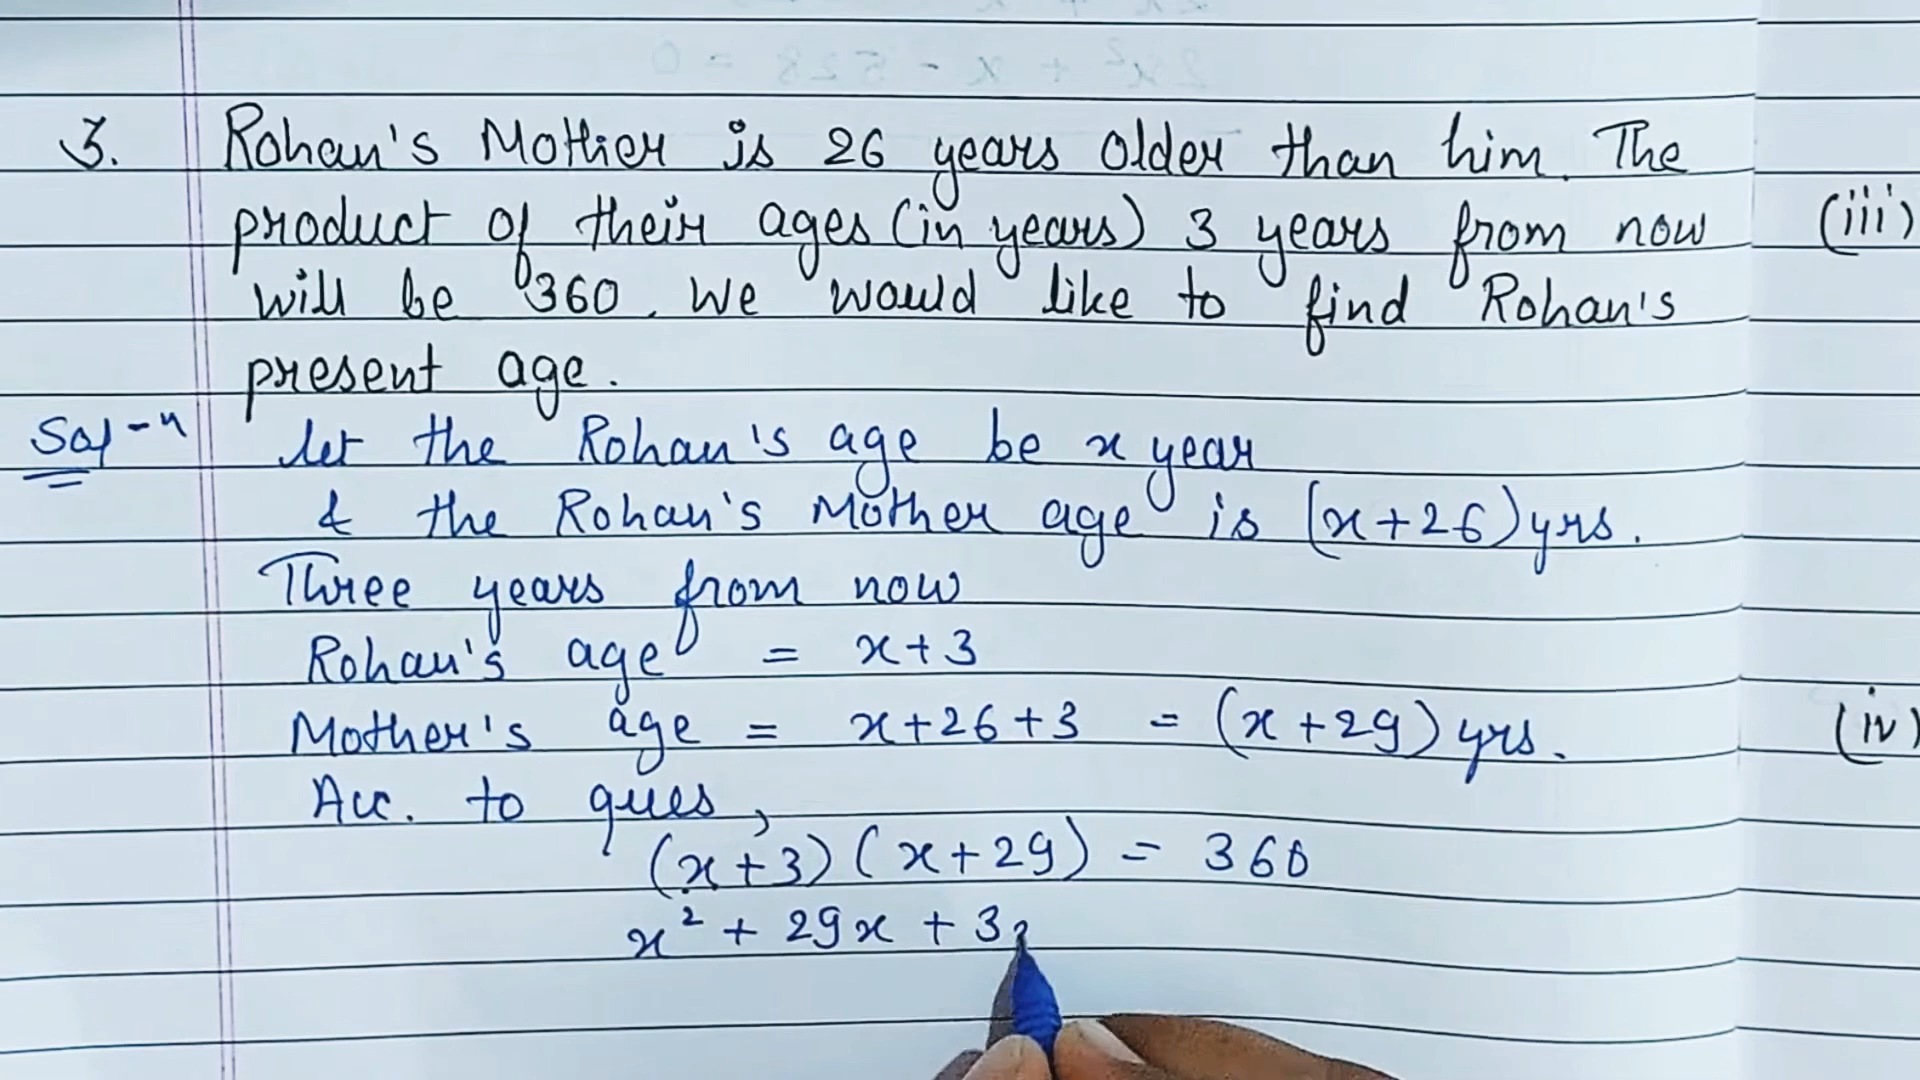 3. Rohan's Mother is 26 years older than him. The
product of their ages (in years) 3 years from now
will be 360. We would like to find Rohan's
present age.
Sol-n let the Rohan's age be x year
& the Rohan's Mother age is (x+26) yrs.
Three years from now
Rohan's age = x+3
Mother's age = x+26+3 = (x+29) yrs.
Acc. to ques,
(x+3) (x+29) = 360
x² + 29x + 3
(iii)
(iv)